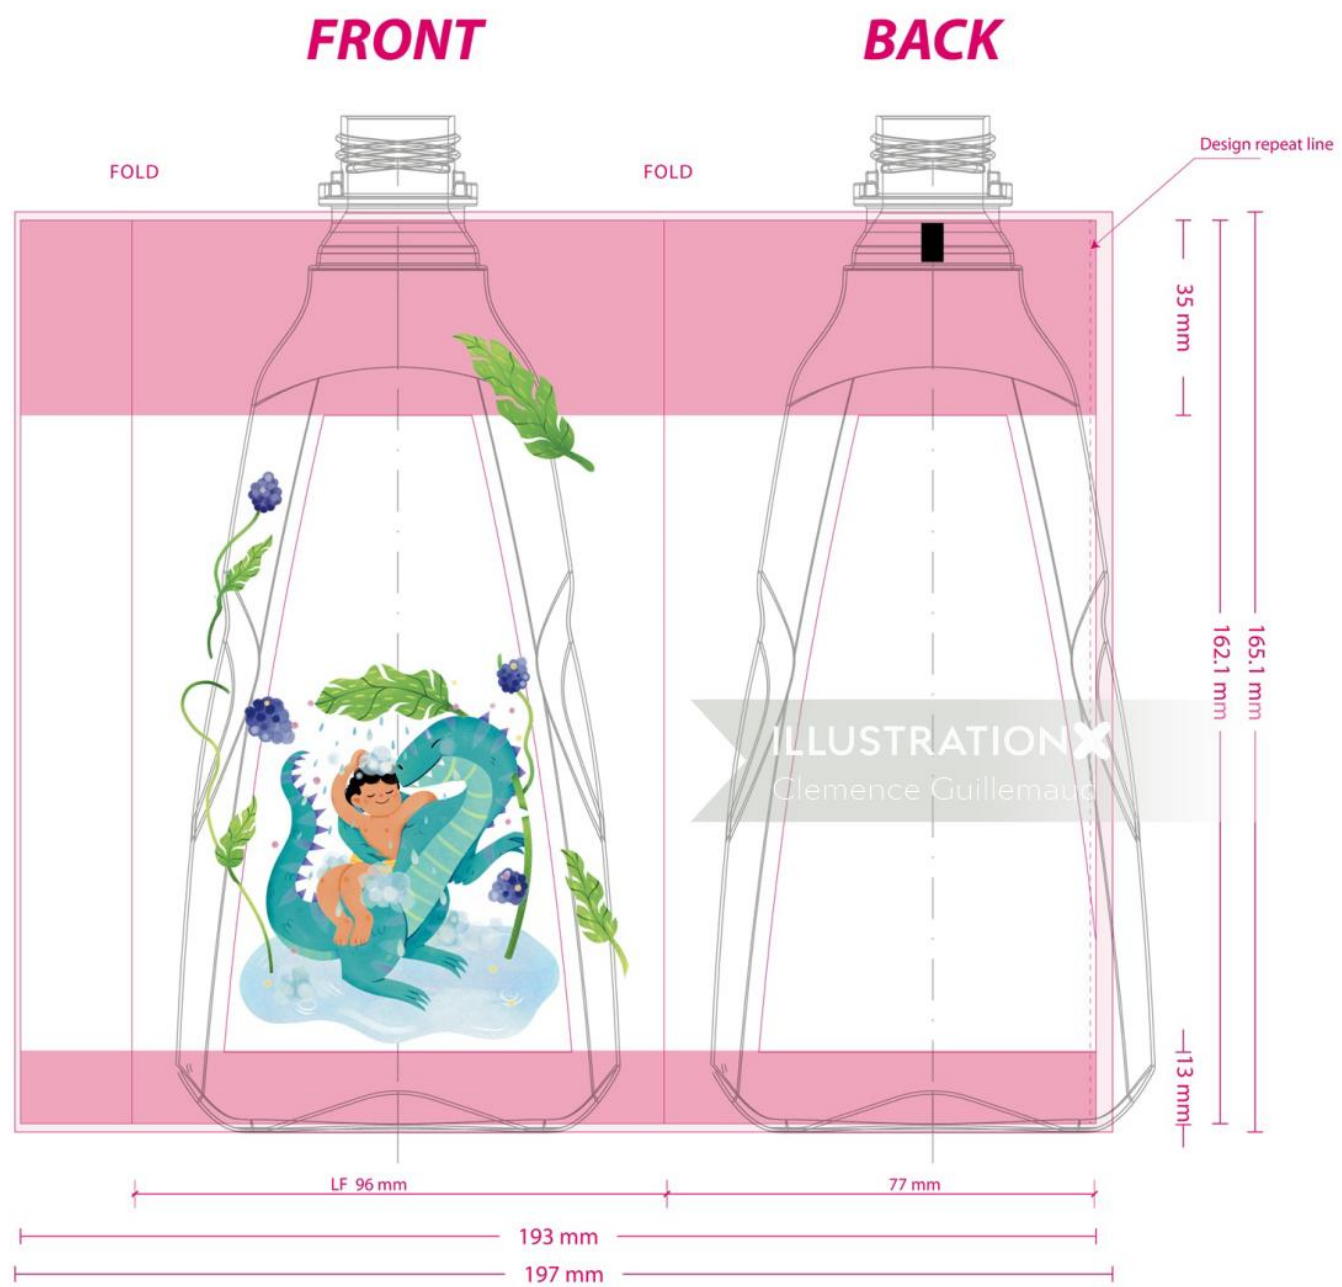 FRONT
BACK
FOLD
FOLD
Design repeat line
35 mm
162.1 mm
165.1 mm
ILLUSTRATIONX
Clemence Guillemaud
13 mm
LF 96 mm
77 mm
193 mm
197 mm